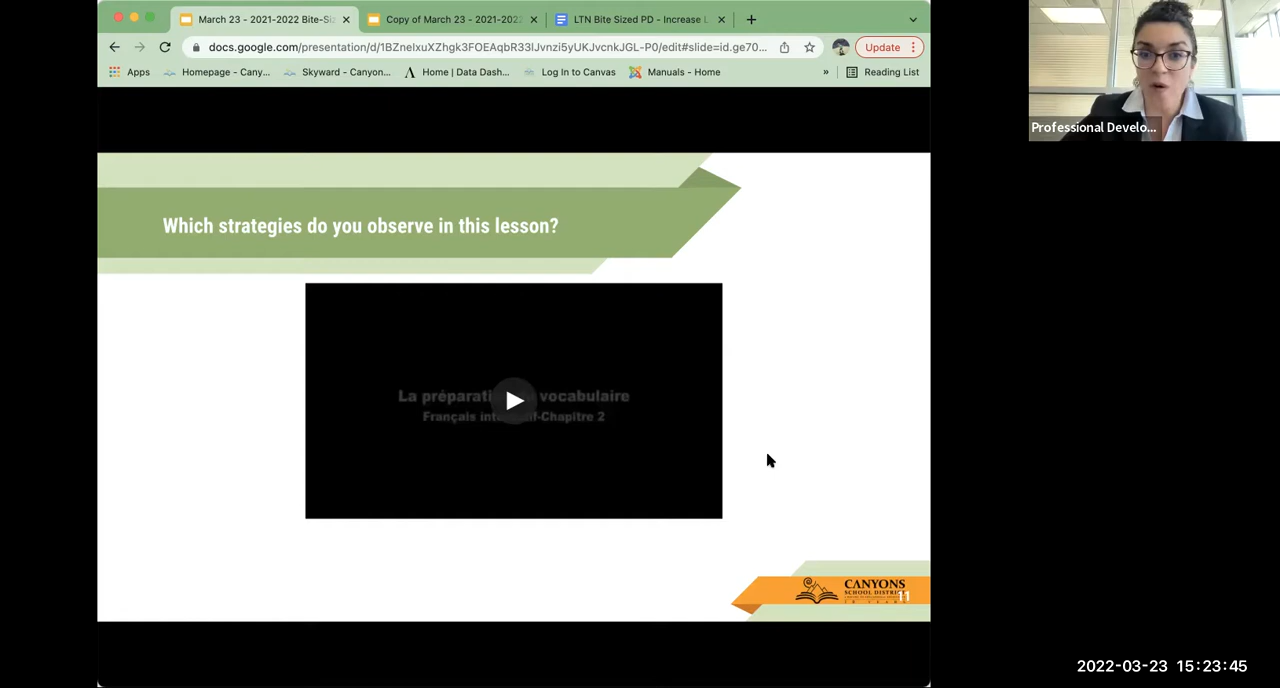 March 23 - 2021-2022 Bite-Si
Copy of March 23 - 2021-202
LTN Bite Sized PD - Increase
docs.google.com/presentation/d/1BZneIxuXZhgk3FOEAqbR33IJvnzi5yUKJvcnkJGL-P0/edit#slide=id.ge70...
Update
Apps
Homepage - Cany...
Skyward - Canyon...
Home | Data Dash...
Log In to Canvas
Manuals - Home
»
Reading List
Professional Develo...
Which strategies do you observe in this lesson?
La préparati vocabulaire
Français inte f-Chapitre 2
CANYONS
SCHOOL DISTRICT
11
2022-03-23 15:23:45